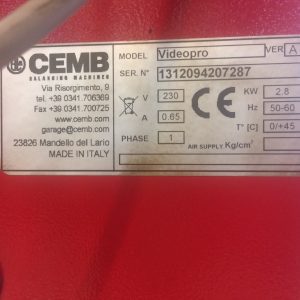 CEMB
BALANCING MACHINES
Via Risorgimento, 9
tel. +39 0341.706369
Fax +39 0341.700725
www.cemb.com
garage@cemb.com
23826 Mandello del Lario
MADE IN ITALY
MODEL Videopro VER. A
SER. N° 1312094207287
V 230 CE KW 2.8
A 0.65 Hz 50-60
PHASE 1 T° [C] 0/+45
AIR SUPPLY. Kg/cm²